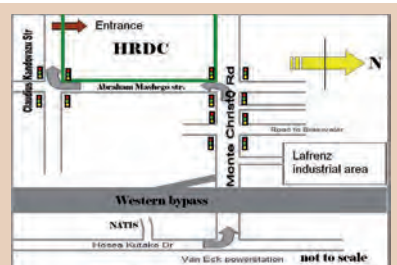 Entrance
HRDC
N
Claudius Kandovazu Str
Abraham Mashego str.
Monte Christo Rd
Road to Brakwater
Lafrenz
industrial area
Western bypass
NATIS
Hosea Kutako Dr
Van Eck powerstation
not to scale